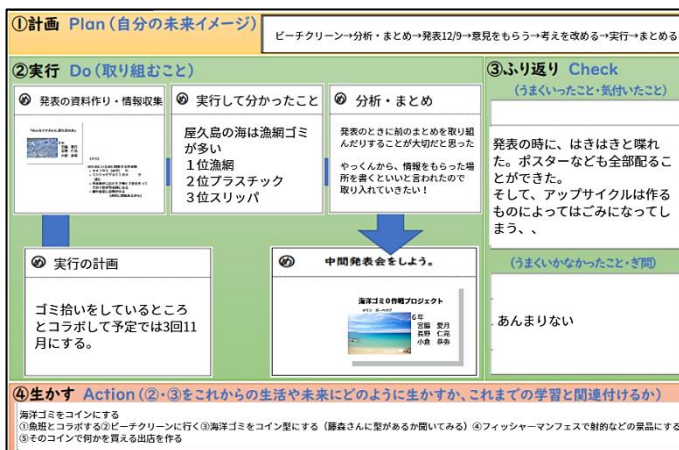 ①計画 Plan(自分の未来イメージ)
ビーチクリーン→分析・まとめ→発表12/9→意見をもらう→考えを改める→実行→まとめる
②実行 Do(取り組むこと)
め 発表の資料作り・情報収集
め 実行して分かったこと
屋久島の海は漁網ゴミ
が多い
1位漁網
2位プラスチック
3位スリッパ
め 分析・まとめ
発表のときに前のまとめを取り組
んだりすることが大切だと思った
やっくんから、情報をもらった場
所を書くといいと言われたので
取り入れていきたい!
め 実行の計画
ゴミ拾いをしているところ
とコラボして予定では3回11
月にする。
め 中間発表会をしよう。
海洋ゴミ0作戦プロジェクト
6年
③ふり返り Check
(うまくいったこと・気付いたこと)
発表の時に、はきはきと喋れ
た。ポスターなども全部配るこ
とができた。
そして、アップサイクルは作る
ものによってはごみになってし
まう、、
(うまくいかなかったこと・ぎ問)
あんまりない
④生かす Action(②・③をこれからの生活や未来にどのように生かすか、これまでの学習と関連付けるか)
海洋ゴミをコインにする
①魚班とコラボする②ビーチクリーンに行く③海洋ゴミをコイン型にする(藤森さんに型があるか聞いてみる)④フィッシャーマンフェスで射的などの景品にする
⑤そのコインで何かを買える出店を作る